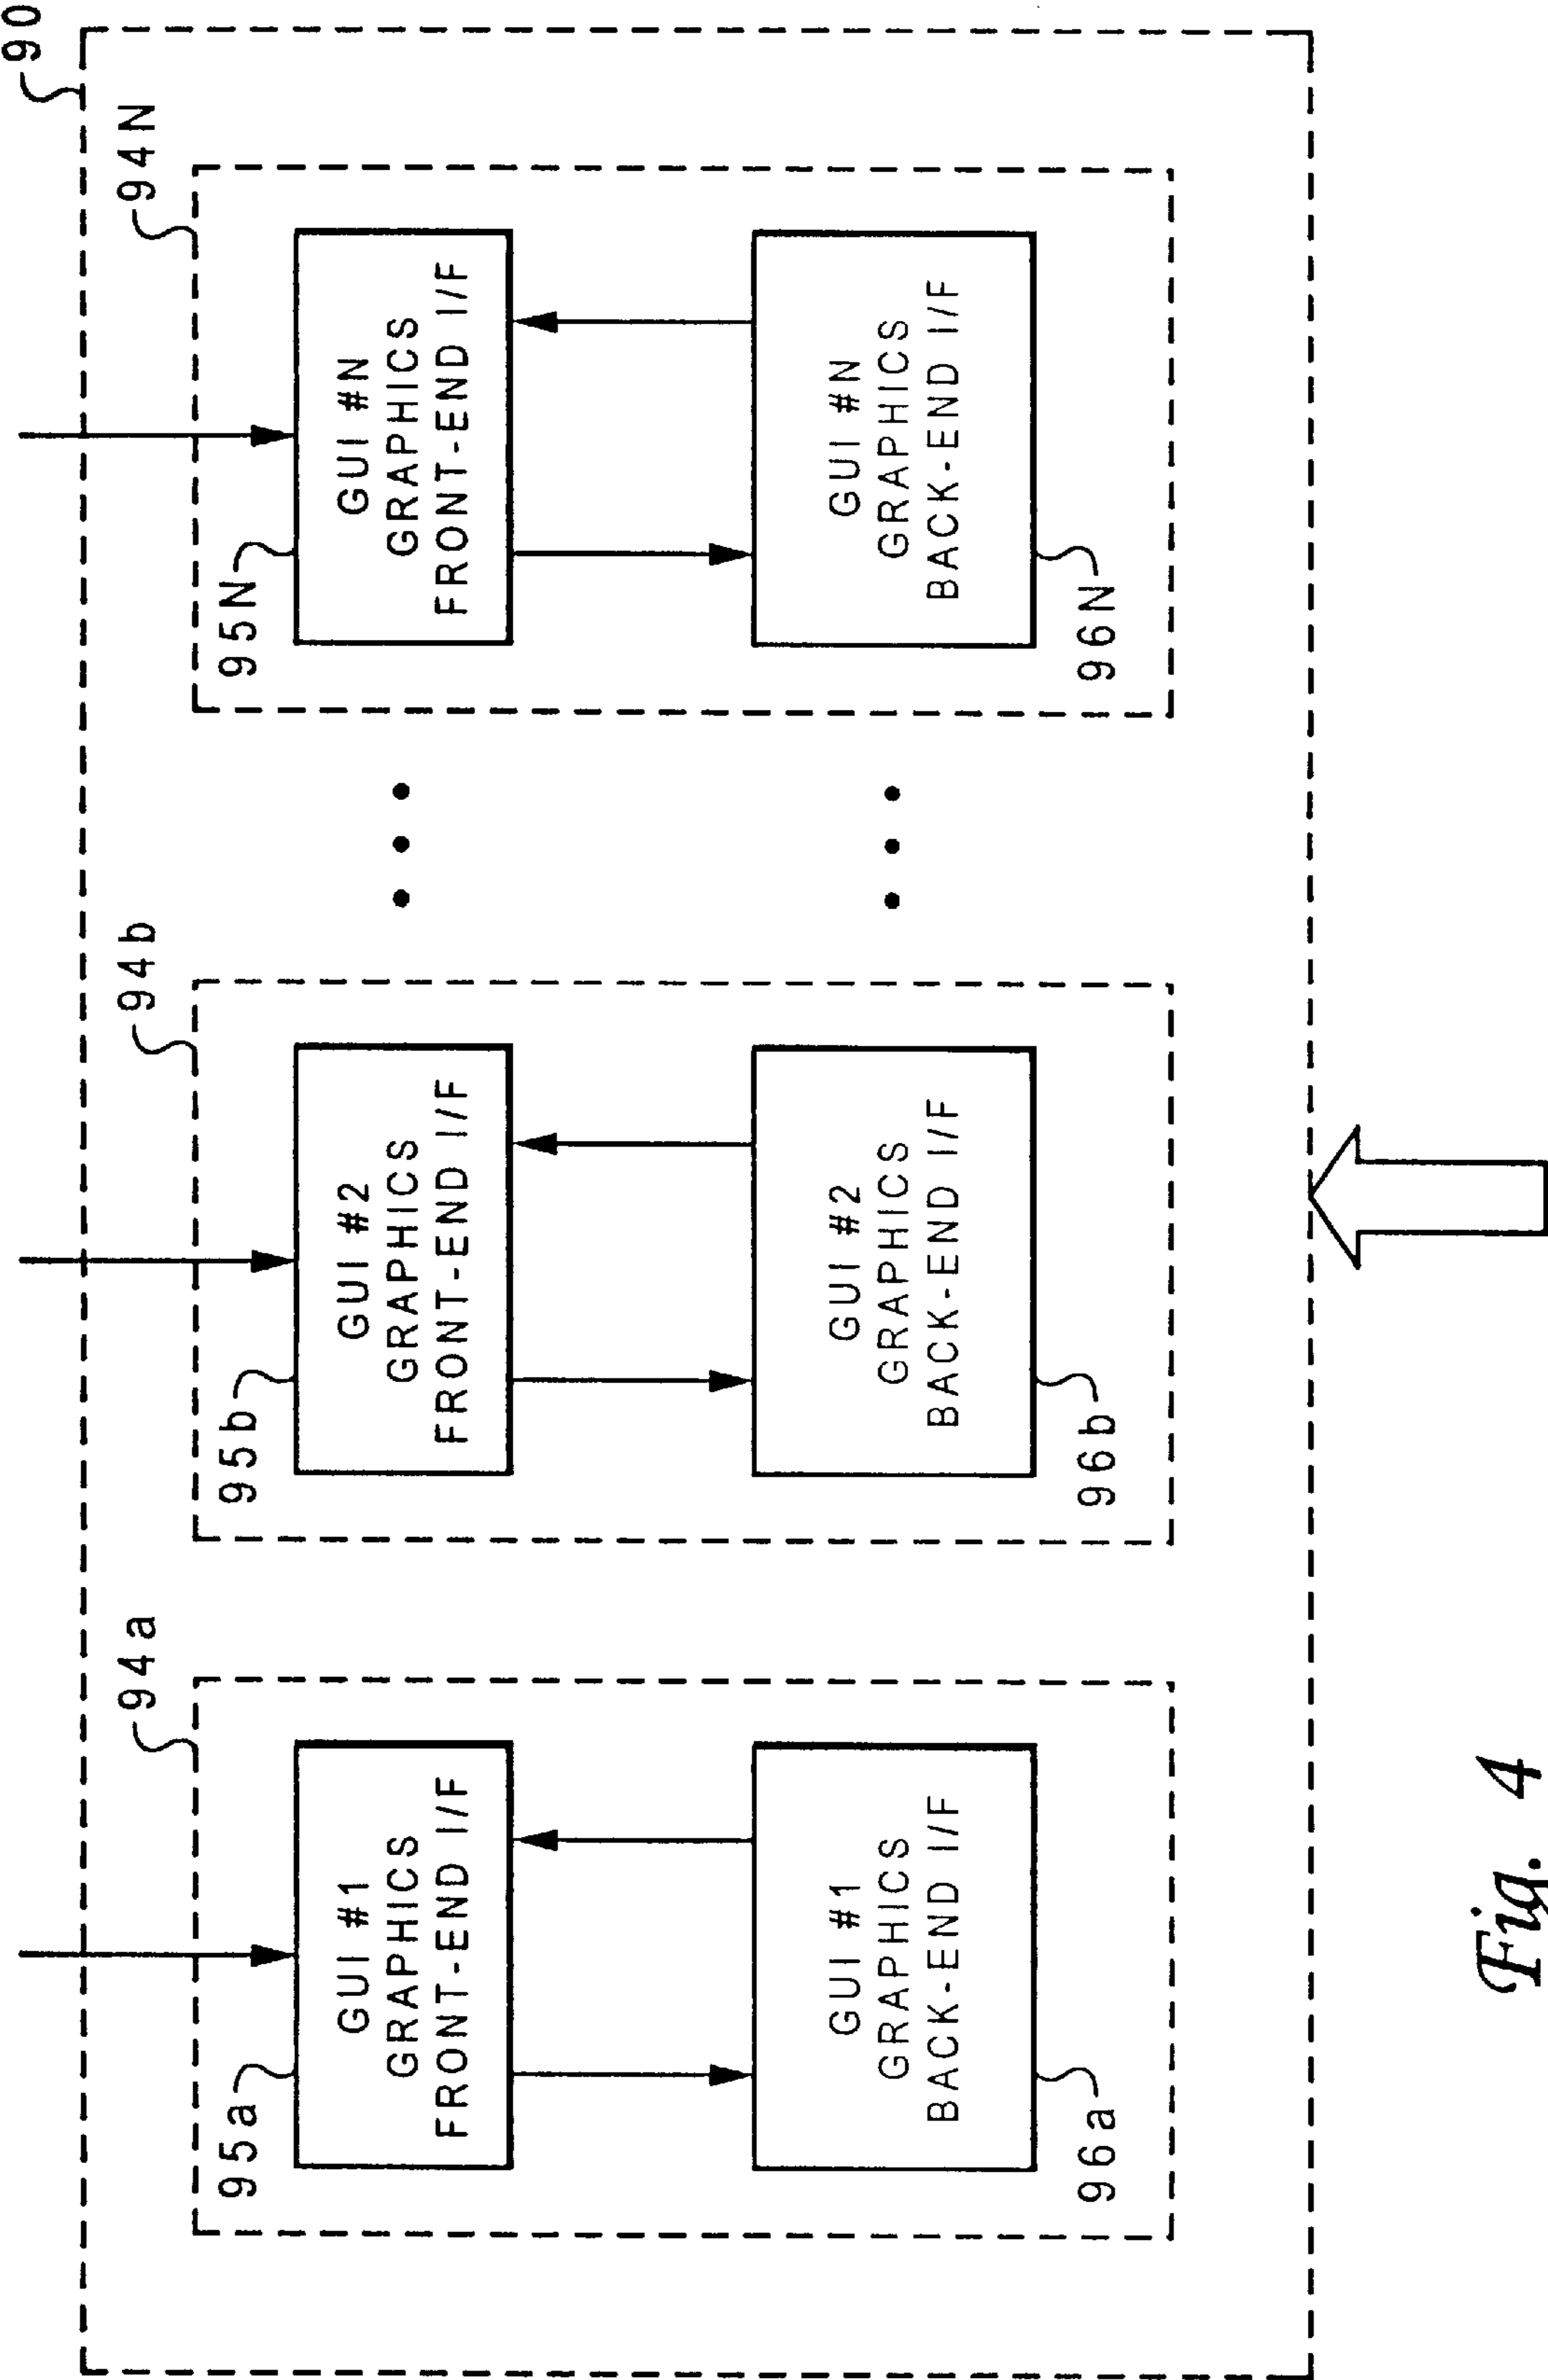 90
94a
94b
94N
95a
GUI #1
GRAPHICS
FRONT-END I/F
95b
GUI #2
GRAPHICS
FRONT-END I/F
95N
GUI #N
GRAPHICS
FRONT-END I/F
GUI #1
GRAPHICS
BACK-END I/F
96a
GUI #2
GRAPHICS
BACK-END I/F
96b
GUI #N
GRAPHICS
BACK-END I/F
96N
Fig. 4